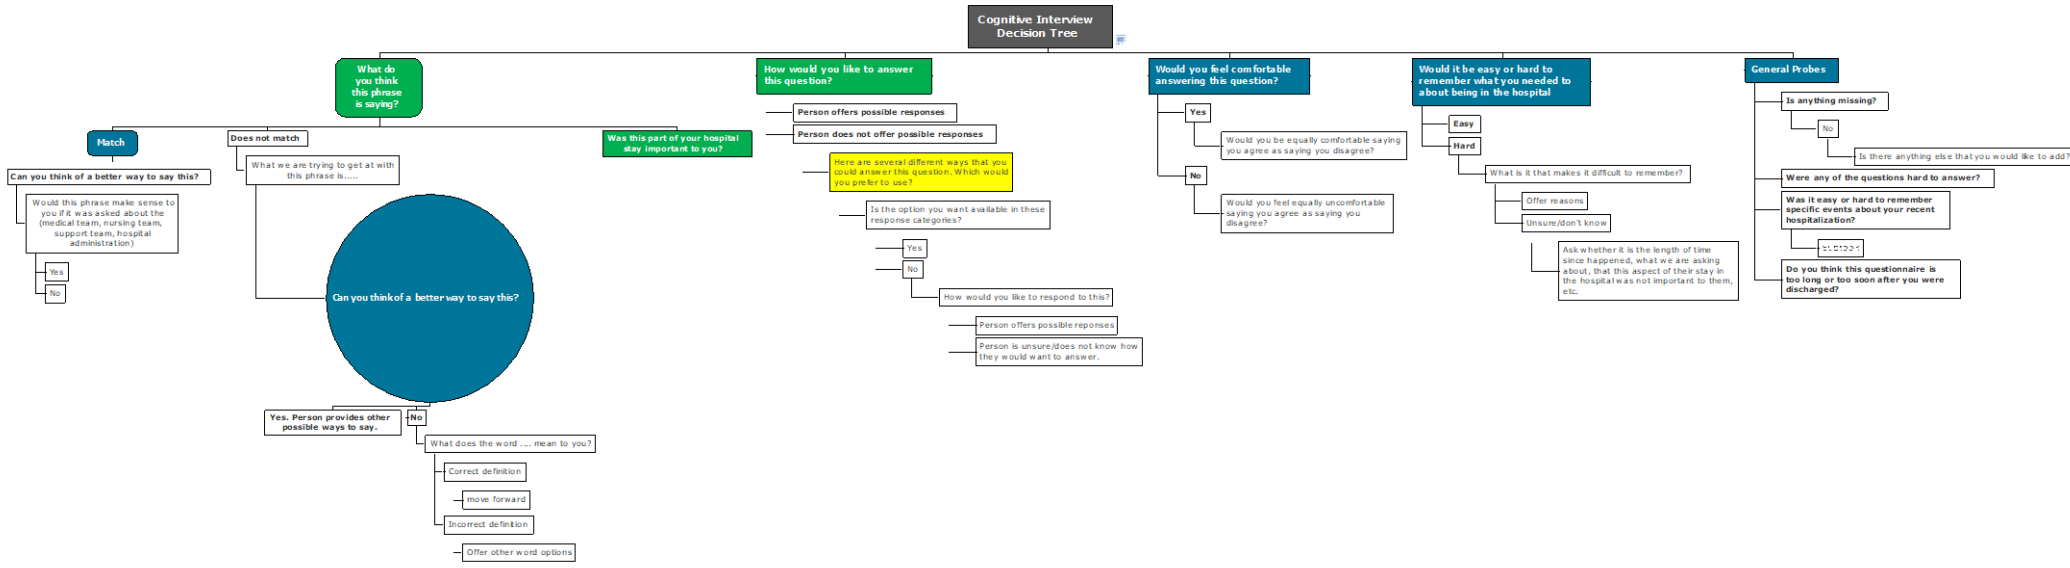 Cognitive Interview
Decision Tree
What do
you think
this phrase
is saying?
Match
Can you think of a better way to say this?
Would this phrase make sense to
you if it was asked about the
(medical team, nursing team,
support team, hospital
administration)
Yes
No
Does not match
What we are trying to get at with
this phrase is.....
Can you think of a better way to say this?
Yes. Person provides other
possible ways to say.
No
What does the word .... mean to you?
Correct definition
move forward
Incorrect definition
Offer other word options
Was this part of your hospital
stay important to you?
How would you like to answer
this question?
Person offers possible responses
Person does not offer possible responses
Here are several different ways that you
could answer this question. Which would
you prefer to use?
Is the option you want available in these
response categories?
Yes
No
How would you like to respond to this?
Person offers possible reponses
Person is unsure/does not know how
they would want to answer.
Would you feel comfortable
answering this question?
Yes
Would you be equally comfortable saying
you agree as saying you disagree?
No
Would you feel equally uncomfortable
saying you agree as saying you
disagree?
Would it be easy or hard to
remember what you needed to
about being in the hospital
Easy
Hard
What is it that makes it difficult to remember?
Offer reasons
Unsure/don't know
Ask whether it is the length of time
since happened, what we are asking
about, that this aspect of their stay in
the hospital was not important to them,
etc.
General Probes
Is anything missing?
No
Is there anything else that you would like to add?
Were any of the questions hard to answer?
Was it easy or hard to remember
specific events about your recent
hospitalization?
Do you think this questionnaire is
too long or too soon after you were
discharged?